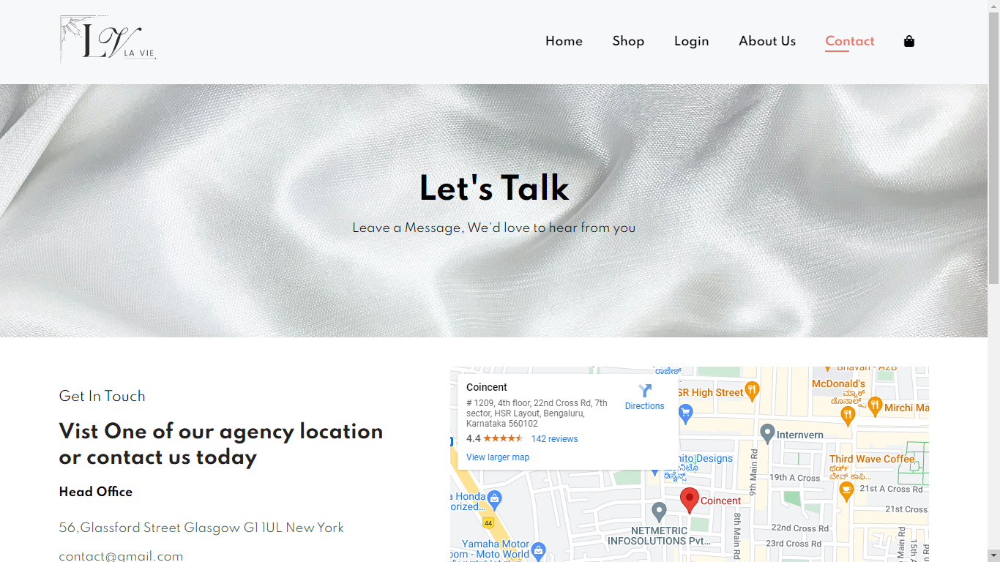 LV
LA VIE
Home
Shop
Login
About Us
Contact
Let's Talk
Leave a Message, We'd love to hear from you
Get In Touch
Vist One of our agency location
or contact us today
Head Office
56,Glassford Street Glasgow G1 1UL New York
contact@gmail.com
Coincent
# 1209, 4th floor, 22nd Cross Rd, 7th
sector, HSR Layout, Bengaluru,
Karnataka 560102
Directions
4.4
142 reviews
View larger map
ರಾಜೇಶ್
SR High Street
Bhavan - A2B
McDonald's
ಮ್ಯಾಕ್
ಡೊನಾಲ್ಡ್ಸ್
Mirchi Ma
Internvern
nito Designs
ಡಿಸೈನ್ಸ್
Third Wave Coffee
ಥರ್ಡ್
ವೇವ್ ಕಾಫಿ...
9th Main Rd
19th A Cross
21st A Cross Rd
21st Cross
Coincent
a Honda
orized...
44
NETMETRIC
INFOSOLUTIONS Pvt...
8th Main Rd
22nd Cross Rd
23rd Cross Rd
15th A
Yamaha Motor
oom - Moto World